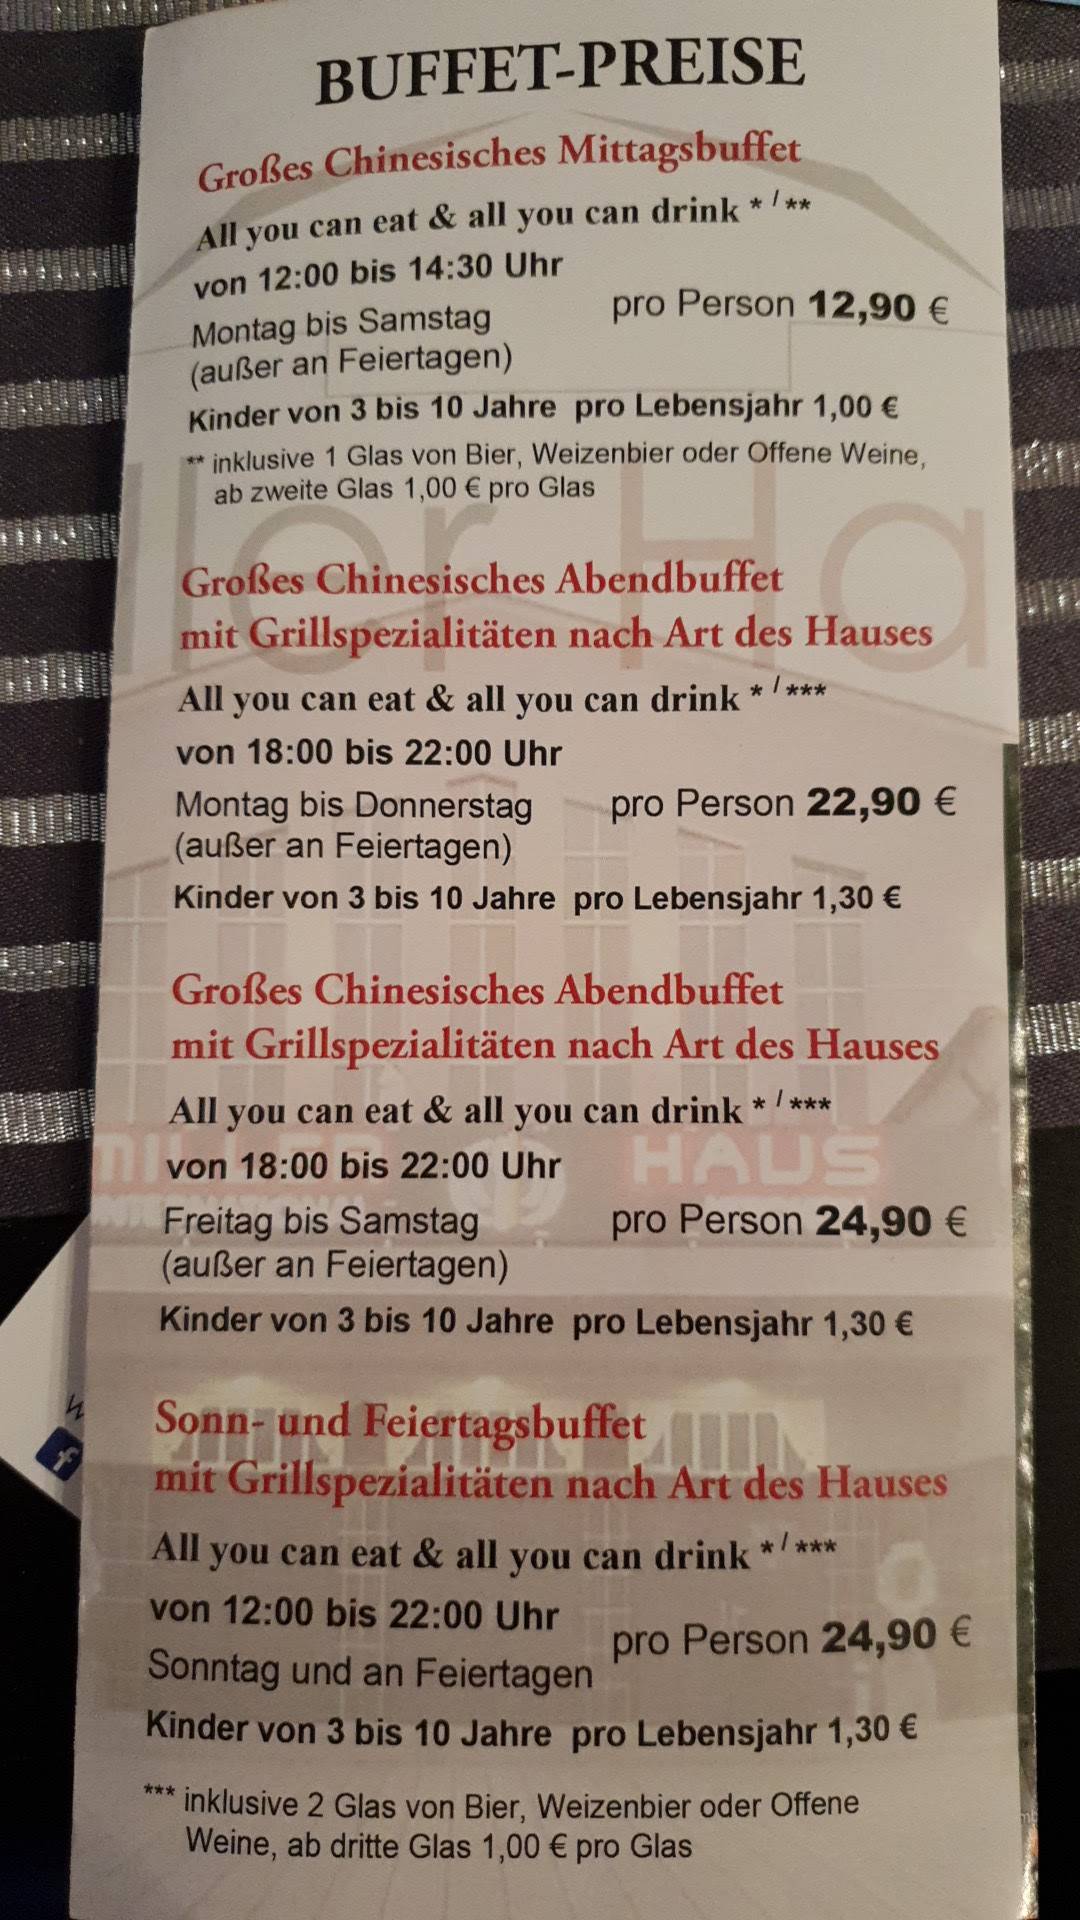 BUFFET-PREISE
Großes Chinesisches Mittagsbuffet
All you can eat & all you can drink * / **
von 12:00 bis 14:30 Uhr
Montag bis Samstag pro Person 12,90 €
(außer an Feiertagen)
Kinder von 3 bis 10 Jahre pro Lebensjahr 1,00 €
** inklusive 1 Glas von Bier, Weizenbier oder Offene Weine,
ab zweite Glas 1,00 € pro Glas
Großes Chinesisches Abendbuffet
mit Grillspezialitäten nach Art des Hauses
All you can eat & all you can drink * / ***
von 18:00 bis 22:00 Uhr
Montag bis Donnerstag pro Person 22,90 €
(außer an Feiertagen)
Kinder von 3 bis 10 Jahre pro Lebensjahr 1,30 €
Großes Chinesisches Abendbuffet
mit Grillspezialitäten nach Art des Hauses
All you can eat & all you can drink * / ***
MILLER HAUS
von 18:00 bis 22:00 Uhr
Freitag bis Samstag pro Person 24,90 €
(außer an Feiertagen)
Kinder von 3 bis 10 Jahre pro Lebensjahr 1,30 €
Sonn- und Feiertagsbuffet
mit Grillspezialitäten nach Art des Hauses
All you can eat & all you can drink * / ***
von 12:00 bis 22:00 Uhr
Sonntag und an Feiertagen pro Person 24,90 €
Kinder von 3 bis 10 Jahre pro Lebensjahr 1,30 €
*** inklusive 2 Glas von Bier, Weizenbier oder Offene
Weine, ab dritte Glas 1,00 € pro Glas